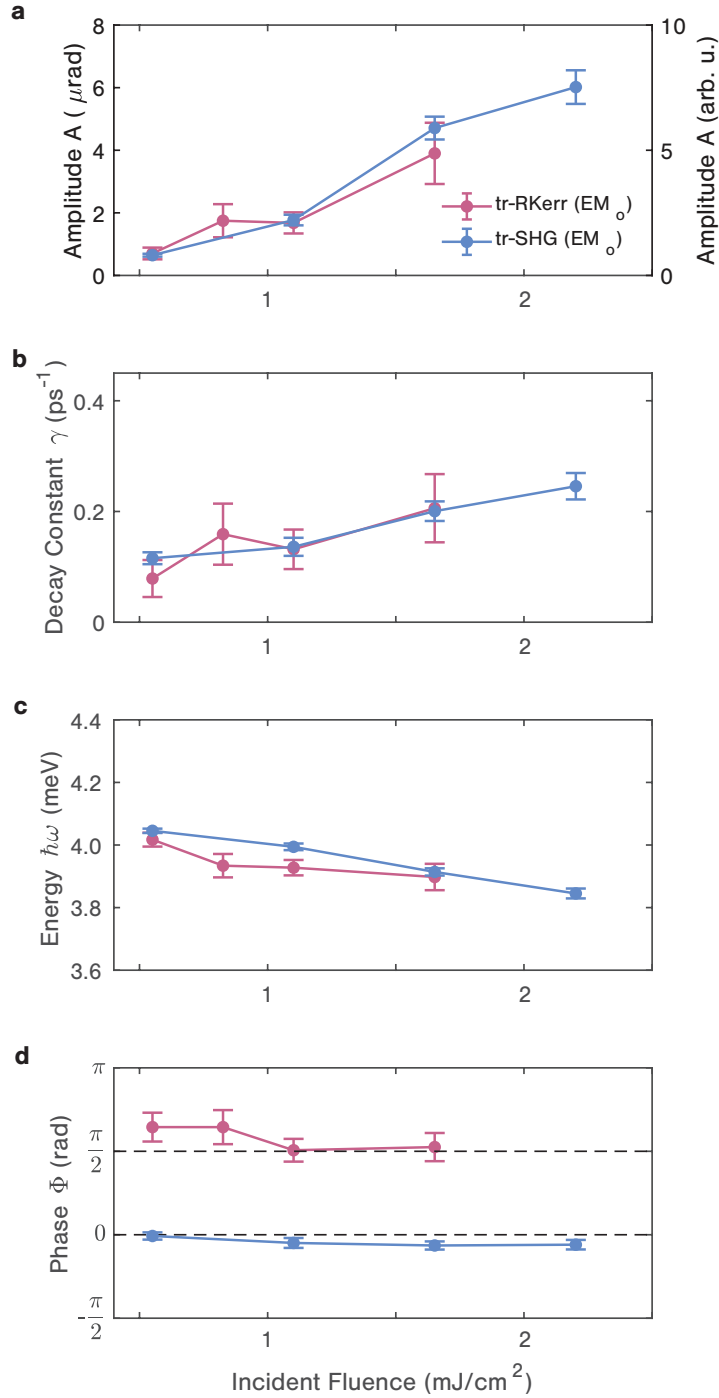 a
8
6
4
2
0
Amplitude A ( μrad)
10
5
0
Amplitude A (arb. u.)
tr-RKerr (EM o)
tr-SHG (EM o)
1
2
b
0.4
0.2
0
Decay Constant γ (ps-1)
1
2
c
4.4
4.2
4.0
3.8
3.6
Energy ħω (meV)
1
2
d
π
π/2
0
-π/2
Phase Φ (rad)
1
2
Incident Fluence (mJ/cm2)